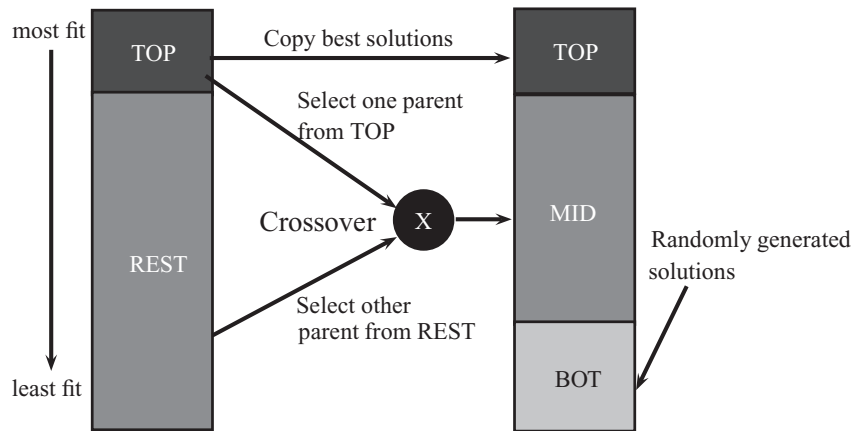 most fit
TOP
Copy best solutions
TOP
Select one parent
from TOP
Crossover
X
MID
REST
Randomly generated
solutions
Select other
parent from REST
least fit
BOT